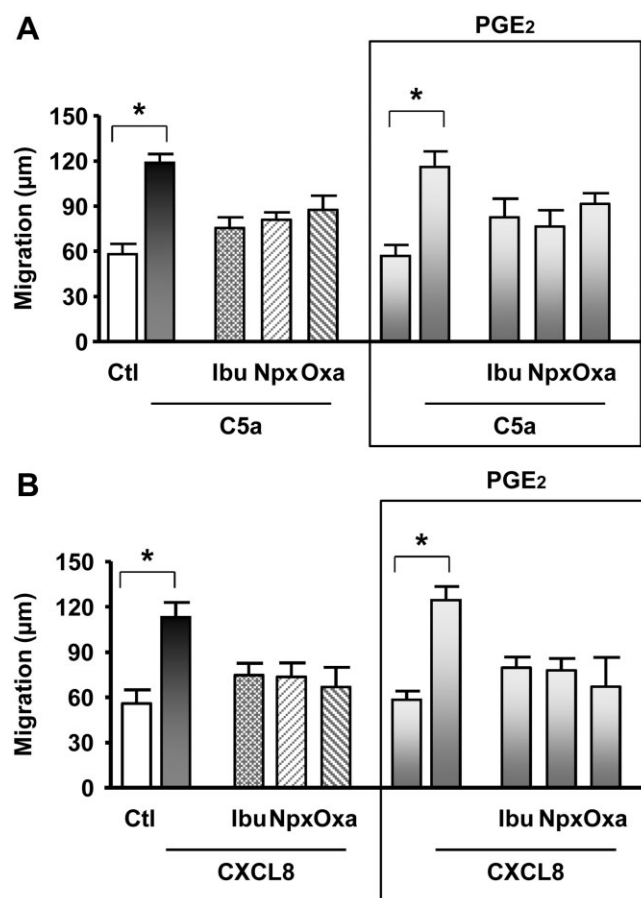 A
PGE2
Migration (μm)
150
120
90
60
30
0
*
*
Ctl
Ibu Npx Oxa
Ibu Npx Oxa
C5a
C5a
B
PGE2
Migration (μm)
150
120
90
60
30
0
*
*
Ctl
Ibu Npx Oxa
Ibu Npx Oxa
CXCL8
CXCL8